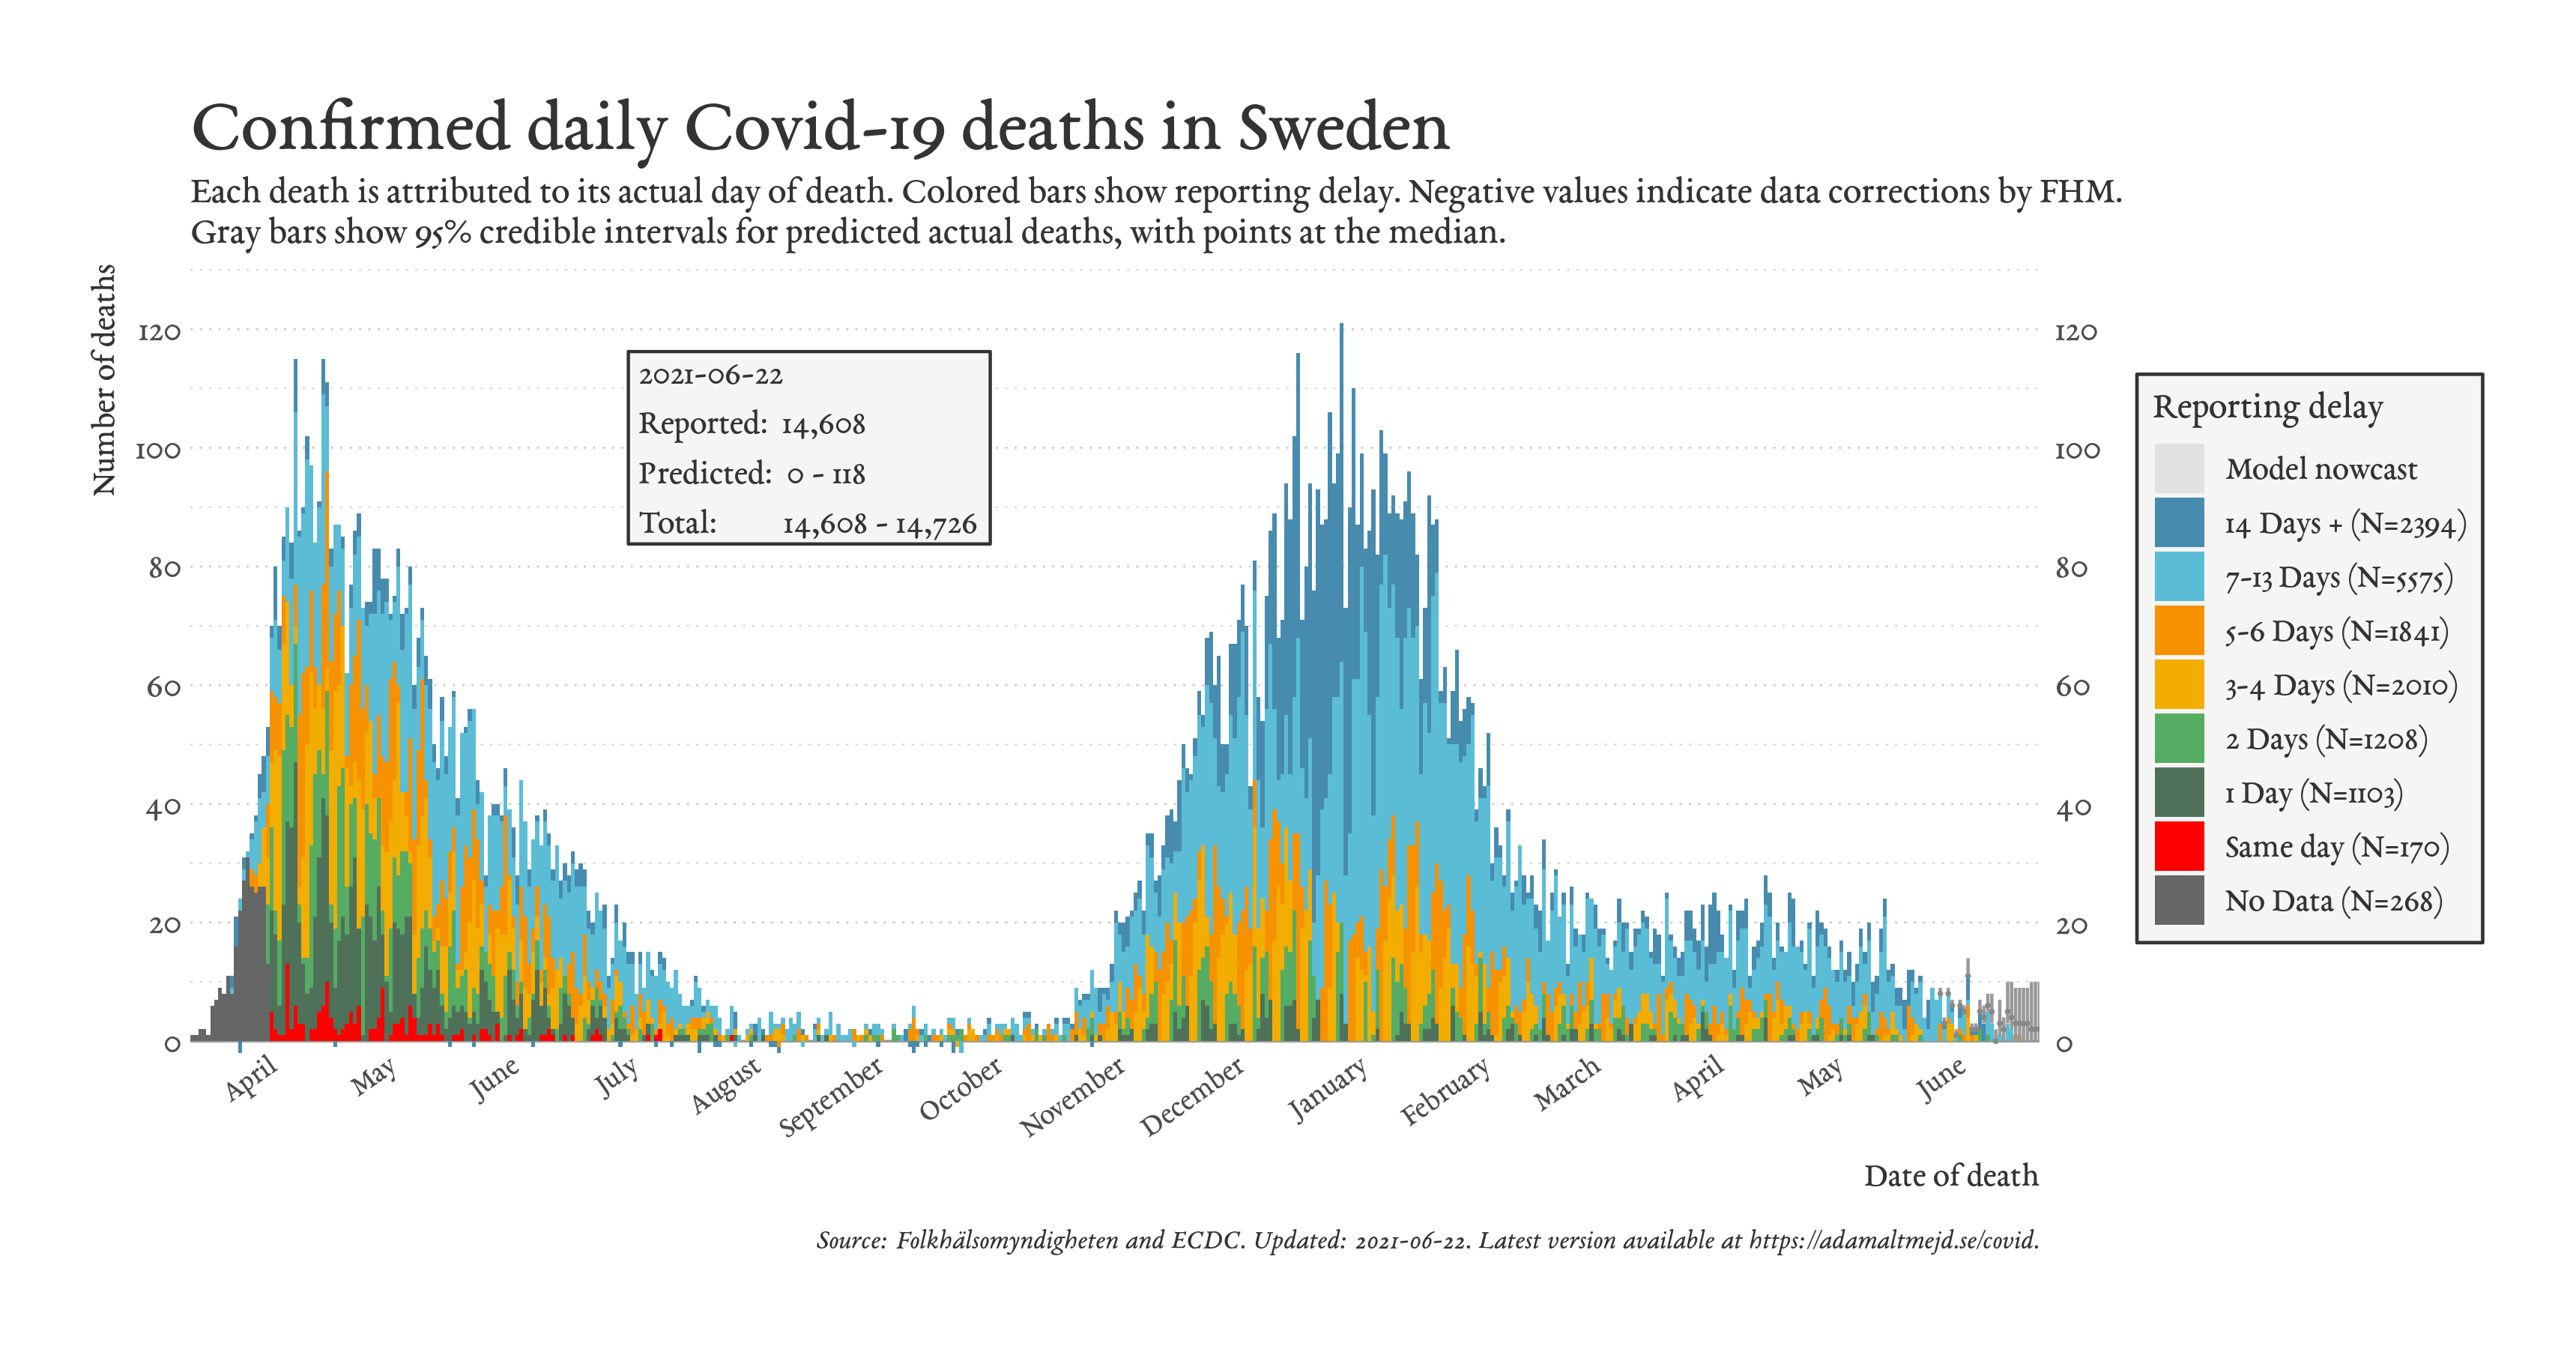 Confirmed daily Covid-19 deaths in Sweden
Each death is attributed to its actual day of death. Colored bars show reporting delay. Negative values indicate data corrections by FHM.
Gray bars show 95% credible intervals for predicted actual deaths, with points at the median.
Number of deaths
120
100
80
60
40
20
0
2021-06-22
Reported: 14,608
Predicted: 0 - 118
Total: 14,608 - 14,726
120
100
80
60
40
20
0
Reporting delay
Model nowcast
14 Days + (N=2394)
7-13 Days (N=5575)
5-6 Days (N=1841)
3-4 Days (N=2010)
2 Days (N=1208)
1 Day (N=1103)
Same day (N=170)
No Data (N=268)
April
May
June
July
August
September
October
November
December
January
February
March
April
May
June
Date of death
Source: Folkhälsomyndigheten and ECDC. Updated: 2021-06-22. Latest version available at https://adamaltmejd.se/covid.